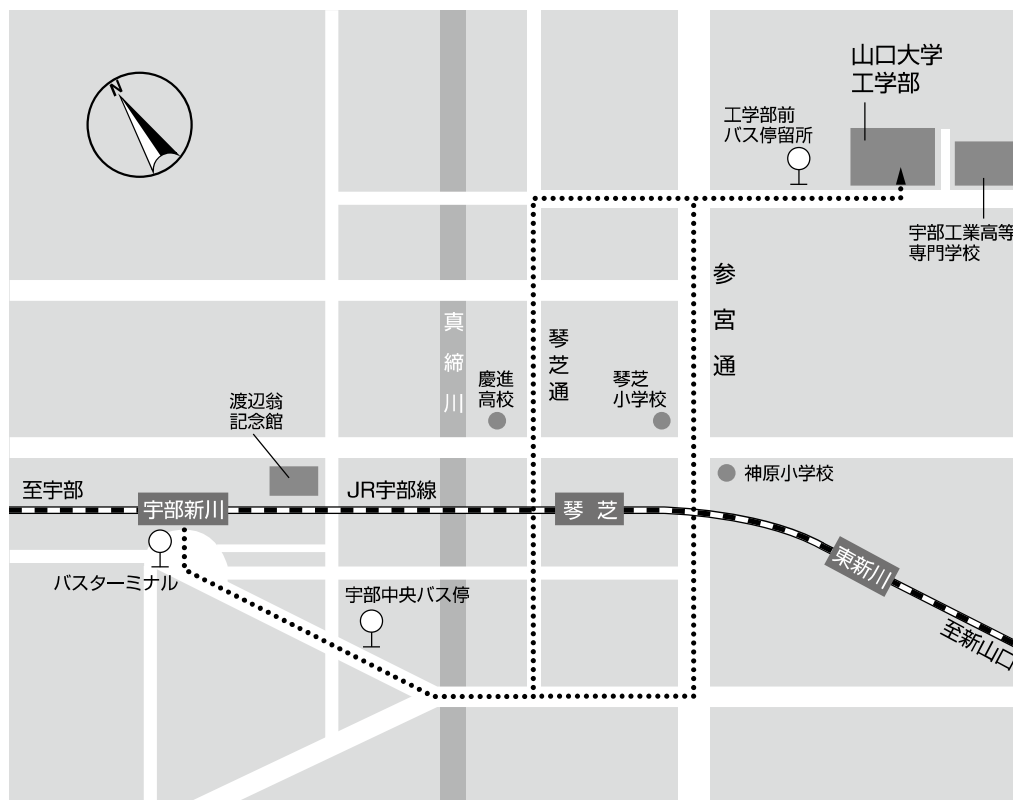 N
山口大学
工学部
工学部前
バス停留所
宇部工業高等
専門学校
参宮通
真締川
琴芝通
慶進
高校
琴芝
小学校
渡辺翁
記念館
神原小学校
至宇部
宇部新川
JR宇部線
琴 芝
東新川
バスターミナル
宇部中央バス停
至新山口